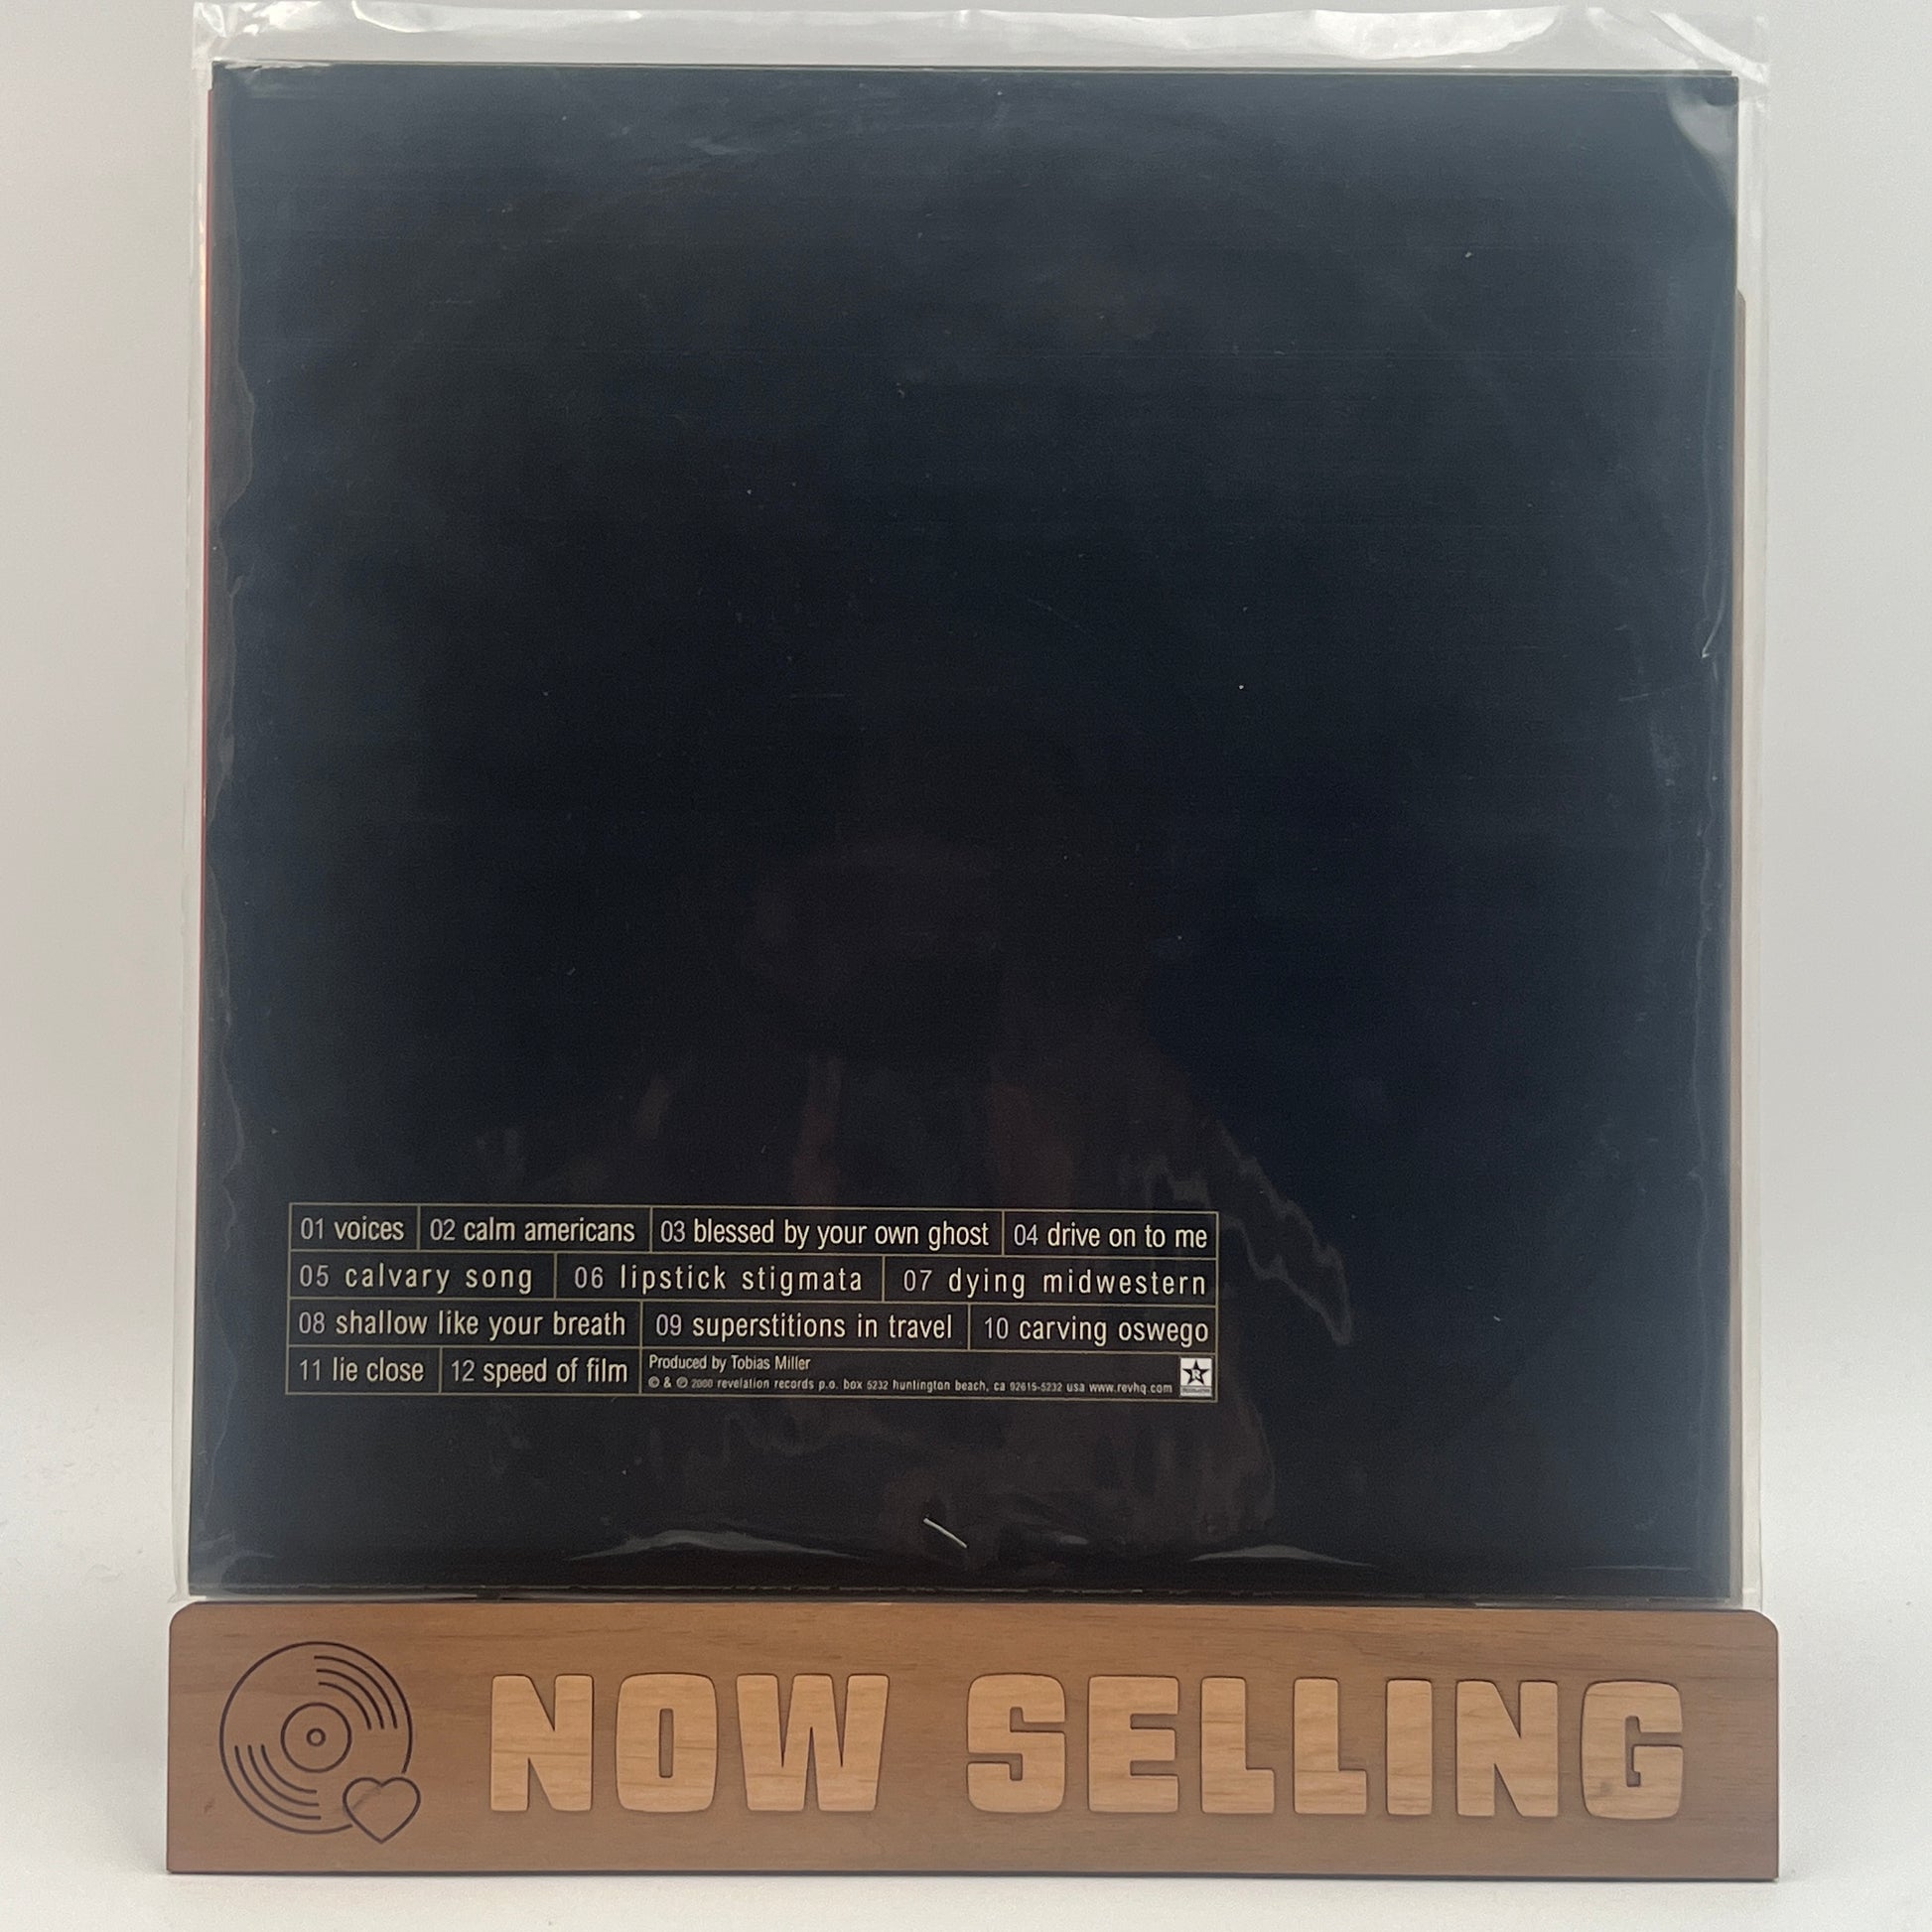 01 voices 02 calm americans 03 blessed by your own ghost 04 drive on to me
05 calvary song 06 lipstick stigmata 07 dying midwestern
08 shallow like your breath 09 superstitions in travel 10 carving oswego
11 lie close 12 speed of film
Produced by Tobias Miller
© & ℗ 2000 revelation records p.o. box 5232 huntington beach, ca 92615-5232 usa www.revhq.com
R
NOW SELLING